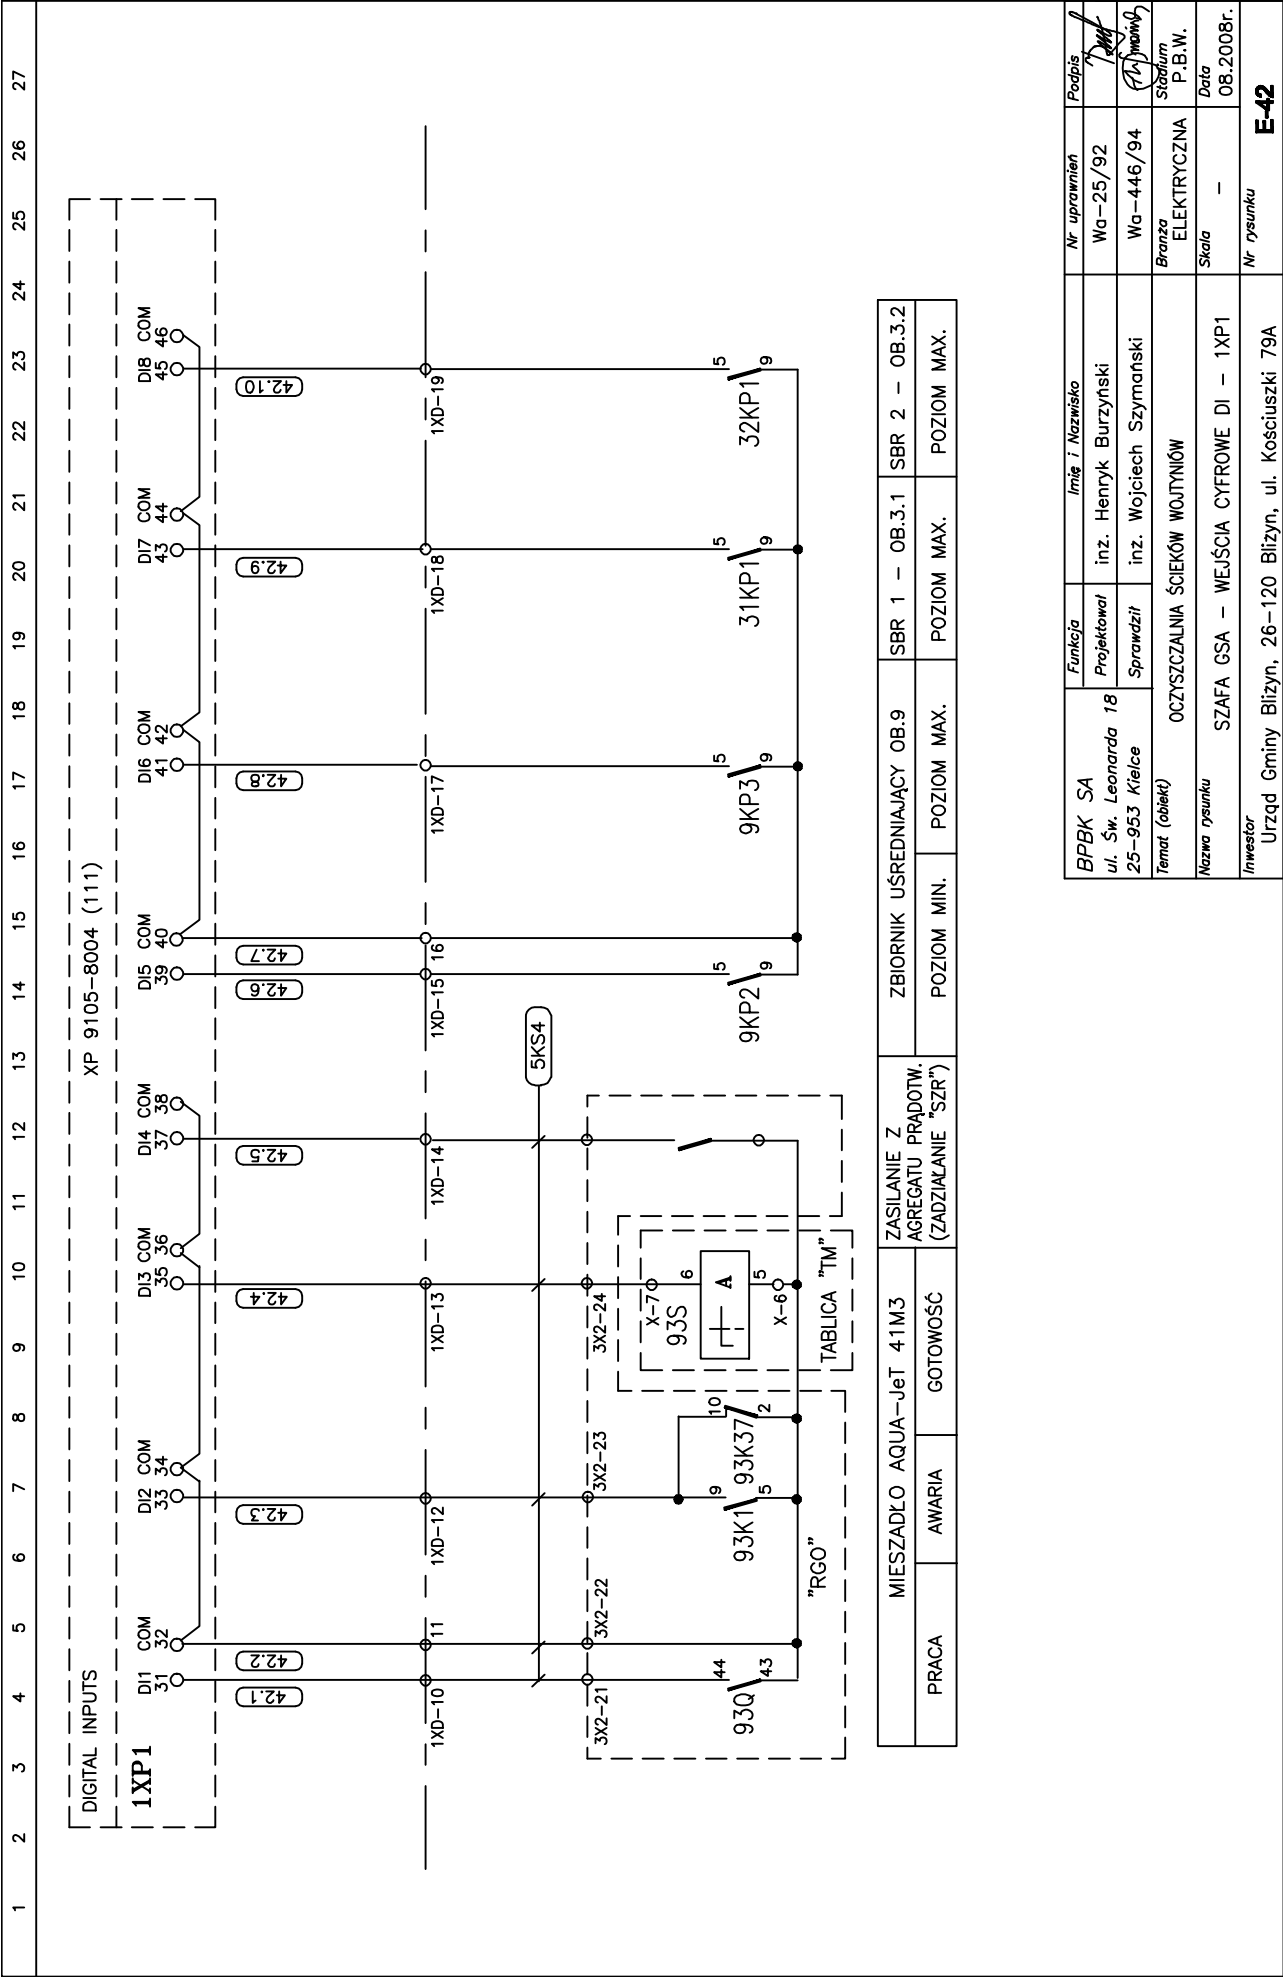 1 2 3 4 5 6 7 8 9 10 11 12 13 14 15 16 17 18 19 20 21 22 23 24 25 26 27
DIGITAL INPUTS
XP 9105-8004 (111)
1XP1
DI1 COM DI2 COM DI3 COM DI4 COM DI5 COM DI6 COM DI7 COM DI8 COM
31 32 33 34 35 36 37 38 39 40 41 42 43 44 45 46
42.1 42.2 42.3 42.4 42.5 42.6 42.7 42.8 42.9 42.10
1XD-10 11 1XD-12 1XD-13 1XD-14 1XD-15 16 1XD-17 1XD-18 1XD-19
5KS4
3X2-21 3X2-22 3X2-23 3X2-24
X-7
93S
6
A
5
X-6
TABLICA "TM"
44
93Q
43
9
93K1
5
10
93K37
2
"RGO"
5
9KP2
9
5
9KP3
9
5
31KP1
9
5
32KP1
9
MIESZADŁO AQUA-JeT 41M3
PRACA
AWARIA
GOTOWOŚĆ
ZASILANIE Z
AGREGATU PRĄDOTW.
(ZADZIAŁANIE "SZR")
ZBIORNIK UŚREDNIAJĄCY OB.9
POZIOM MIN.
POZIOM MAX.
SBR 1 - OB.3.1
POZIOM MAX.
SBR 2 - OB.3.2
POZIOM MAX.
BPBK SA
ul. Św. Leonarda 18
25-953 Kielce
Funkcja
Imię i Nazwisko
Nr uprawnień
Podpis
Projektował
inż. Henryk Burzyński
Wa-25/92
Sprawdził
inż. Wojciech Szymański
Wa-446/94
Temat (obiekt)
OCZYSZCZALNIA ŚCIEKÓW WOJTYNIÓW
Branża
ELEKTRYCZNA
Stadium
P.B.W.
Nazwa rysunku
SZAFA GSA - WEJŚCIA CYFROWE DI - 1XP1
Skala
-
Data
08.2008r.
Inwestor
Urząd Gminy Bliżyn, 26-120 Bliżyn, ul. Kościuszki 79A
Nr rysunku
E-42